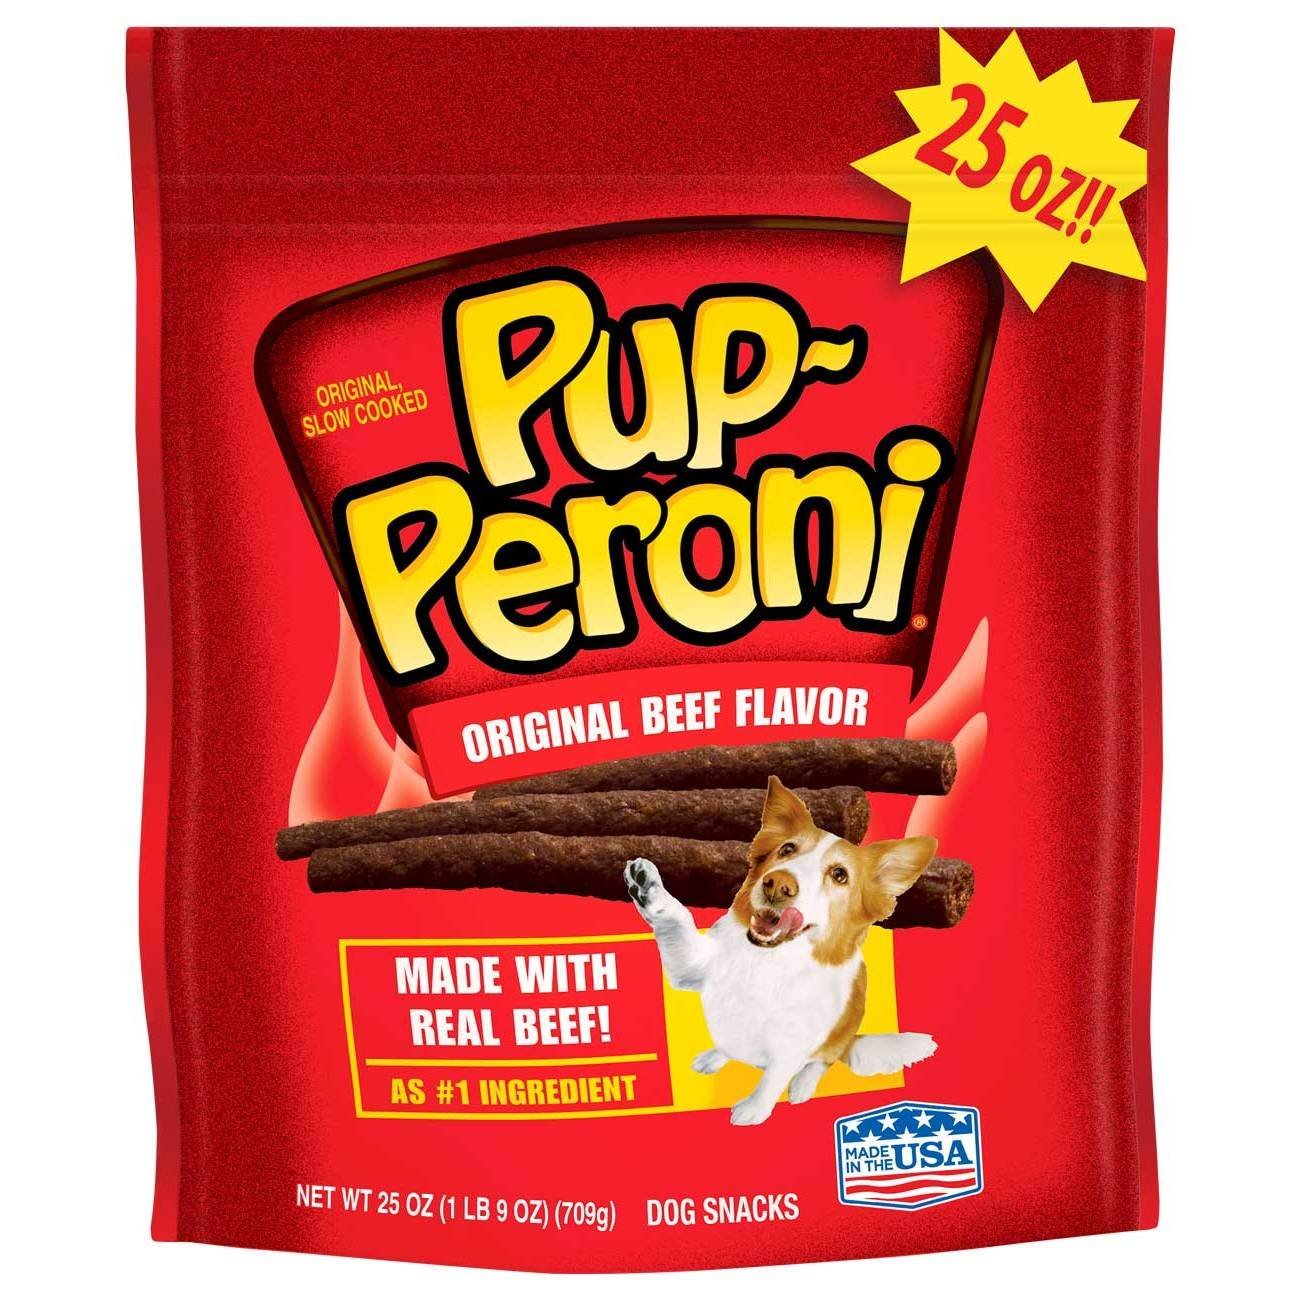 25 OZ!!
ORIGINAL,
SLOW COOKED
Pup-
Peroni®
ORIGINAL BEEF FLAVOR
MADE WITH
REAL BEEF!
AS #1 INGREDIENT
MADE
IN THE USA
NET WT 25 OZ (1 LB 9 OZ) (709g) DOG SNACKS